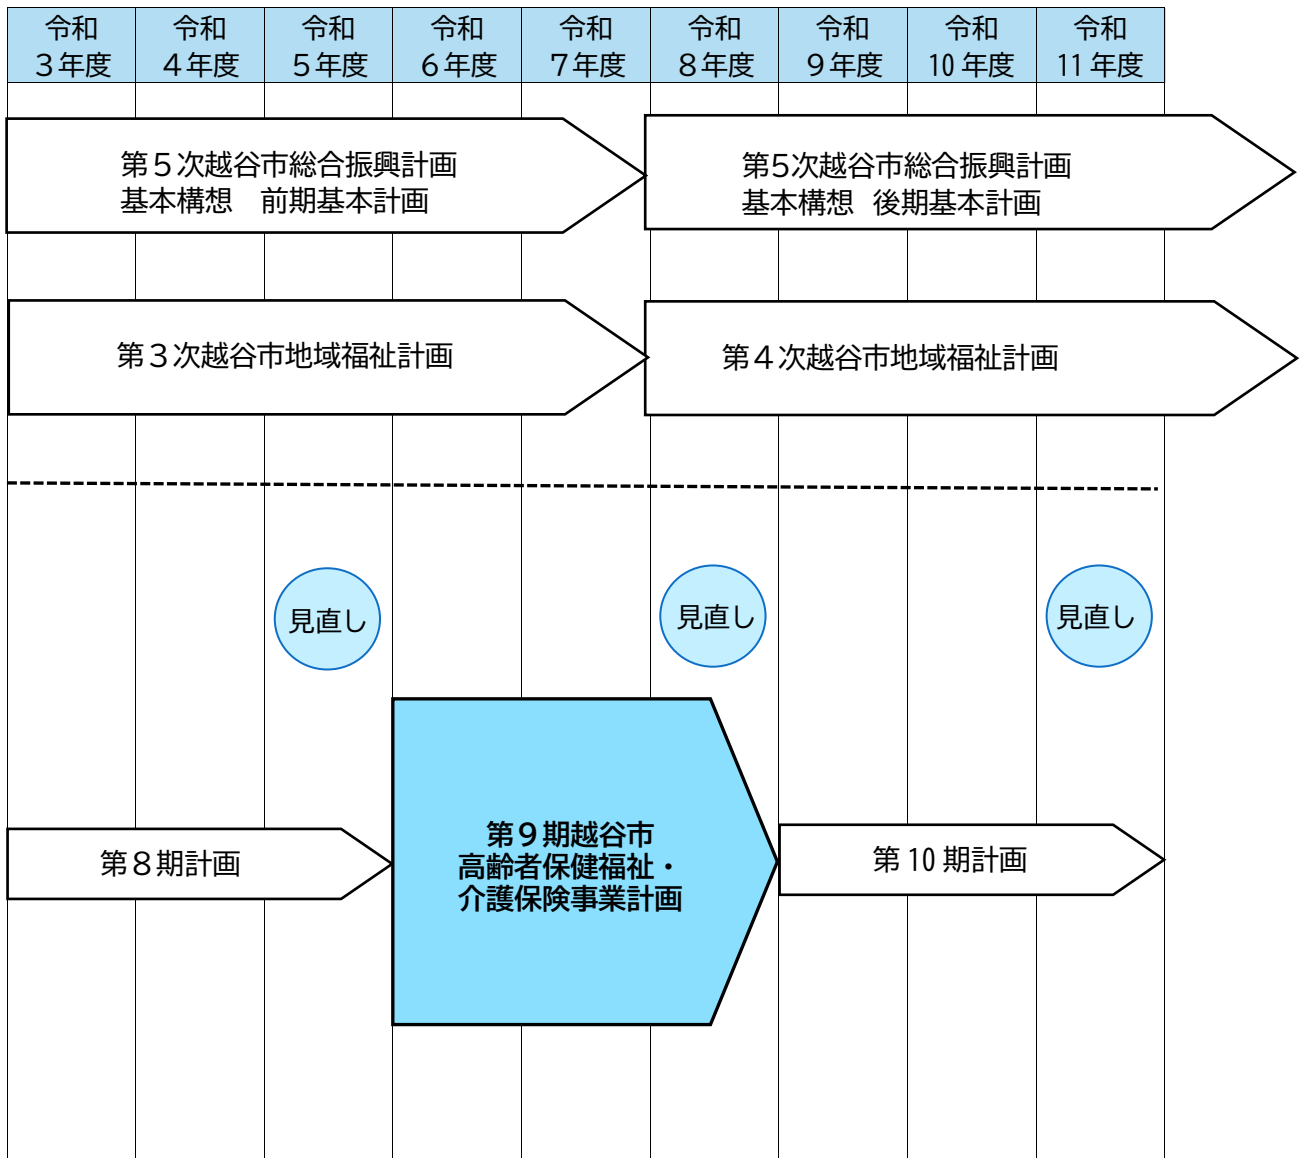 令和 令和 令和 令和 令和 令和 令和 令和 令和
３年度 ４年度 ５年度 ６年度 ７年度 ８年度 ９年度 10年度 11年度
第５次越谷市総合振興計画
基本構想　前期基本計画
第5次越谷市総合振興計画
基本構想 後期基本計画
第３次越谷市地域福祉計画
第４次越谷市地域福祉計画
見直し
見直し
見直し
第８期計画
第９期越谷市
高齢者保健福祉・
介護保険事業計画
第10期計画